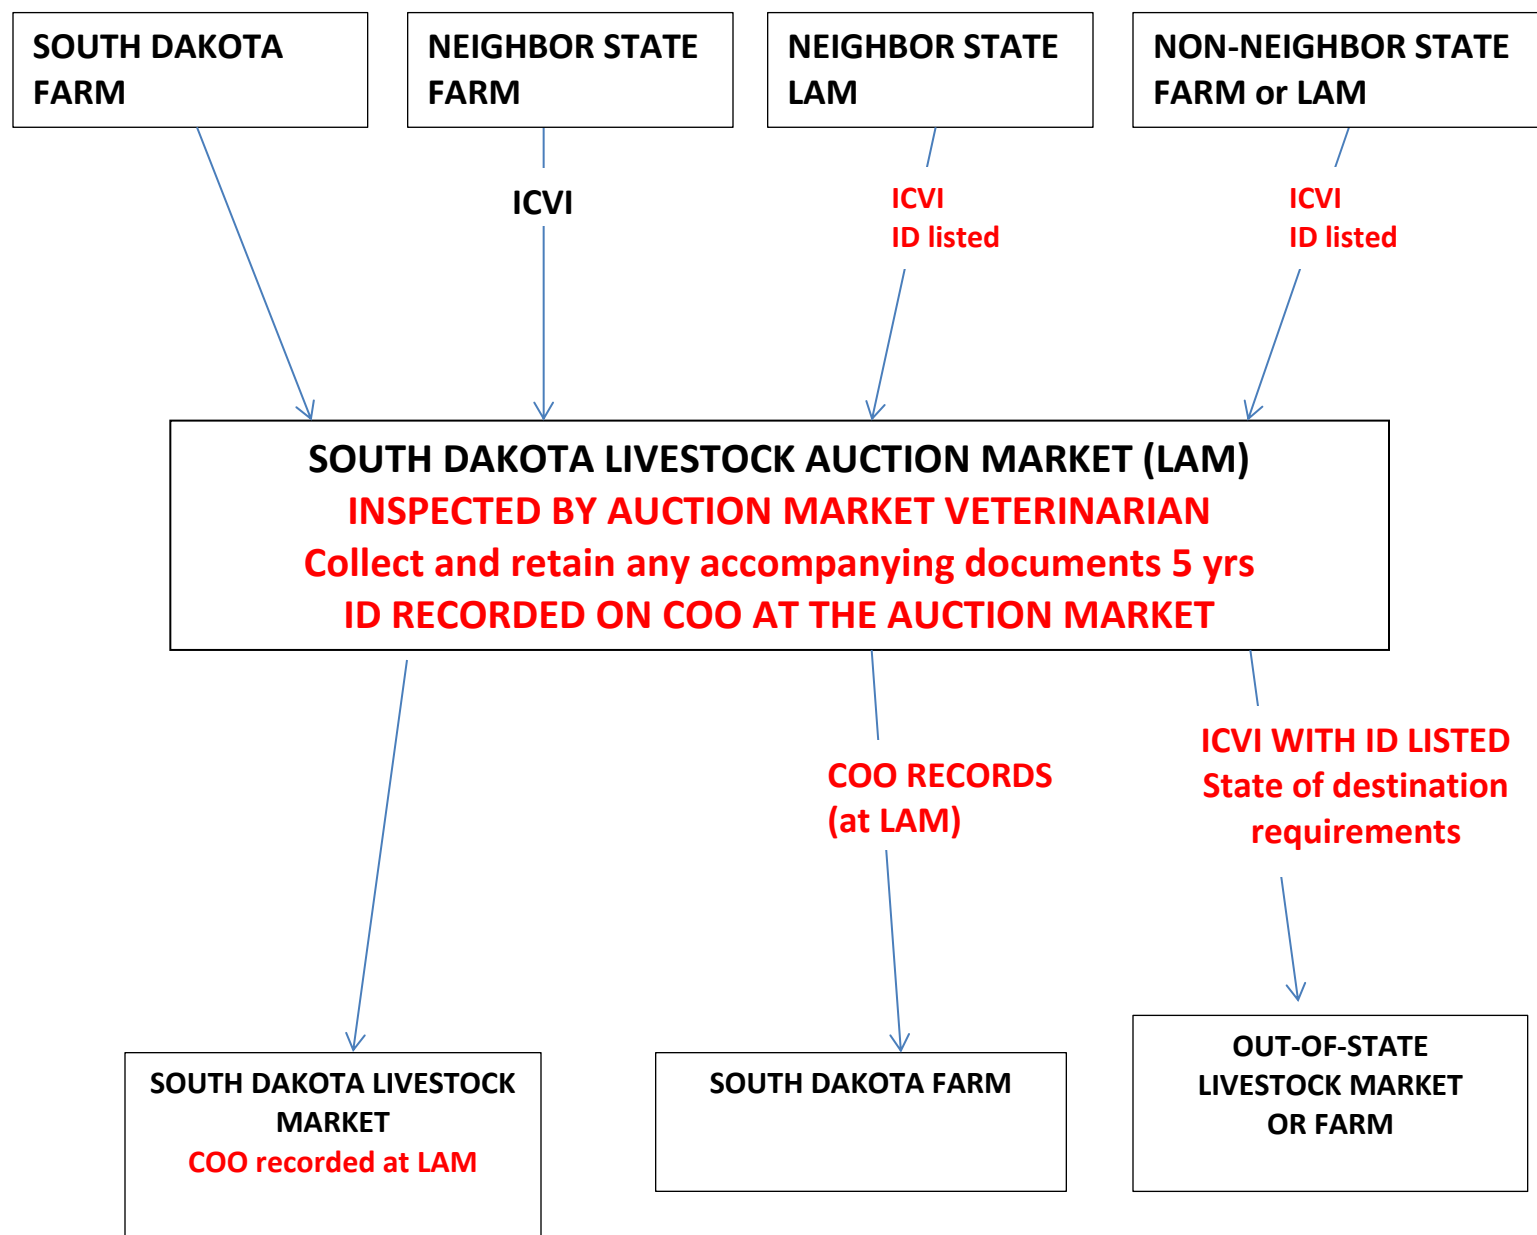 SOUTH DAKOTA
FARM
NEIGHBOR STATE
FARM
NEIGHBOR STATE
LAM
NON-NEIGHBOR STATE
FARM or LAM
ICVI
ICVI
ID listed
ICVI
ID listed
SOUTH DAKOTA LIVESTOCK AUCTION MARKET (LAM)
INSPECTED BY AUCTION MARKET VETERINARIAN
Collect and retain any accompanying documents 5 yrs
ID RECORDED ON COO AT THE AUCTION MARKET
COO RECORDS
(at LAM)
ICVI WITH ID LISTED
State of destination
requirements
SOUTH DAKOTA LIVESTOCK
MARKET
COO recorded at LAM
SOUTH DAKOTA FARM
OUT-OF-STATE
LIVESTOCK MARKET
OR FARM